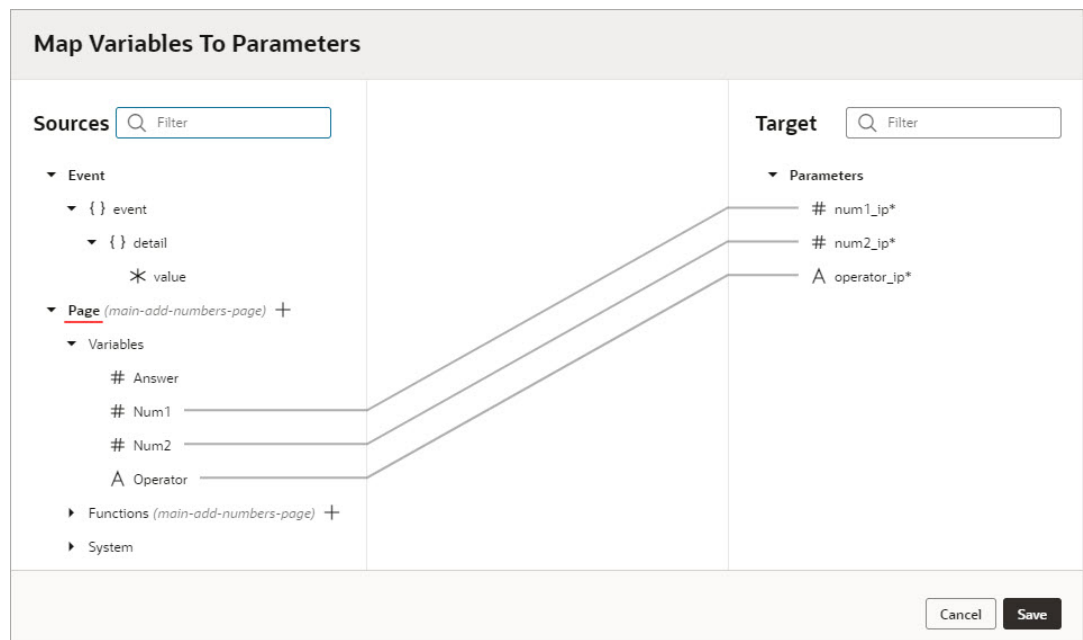 Map Variables To Parameters
Sources
Filter
Event
{ } event
{ } detail
value
Page (main-add-numbers-page) +
Variables
# Answer
# Num1
# Num2
A Operator
Functions (main-add-numbers-page) +
System
Target
Filter
Parameters
# num1_ip*
# num2_ip*
A operator_ip*
Cancel
Save